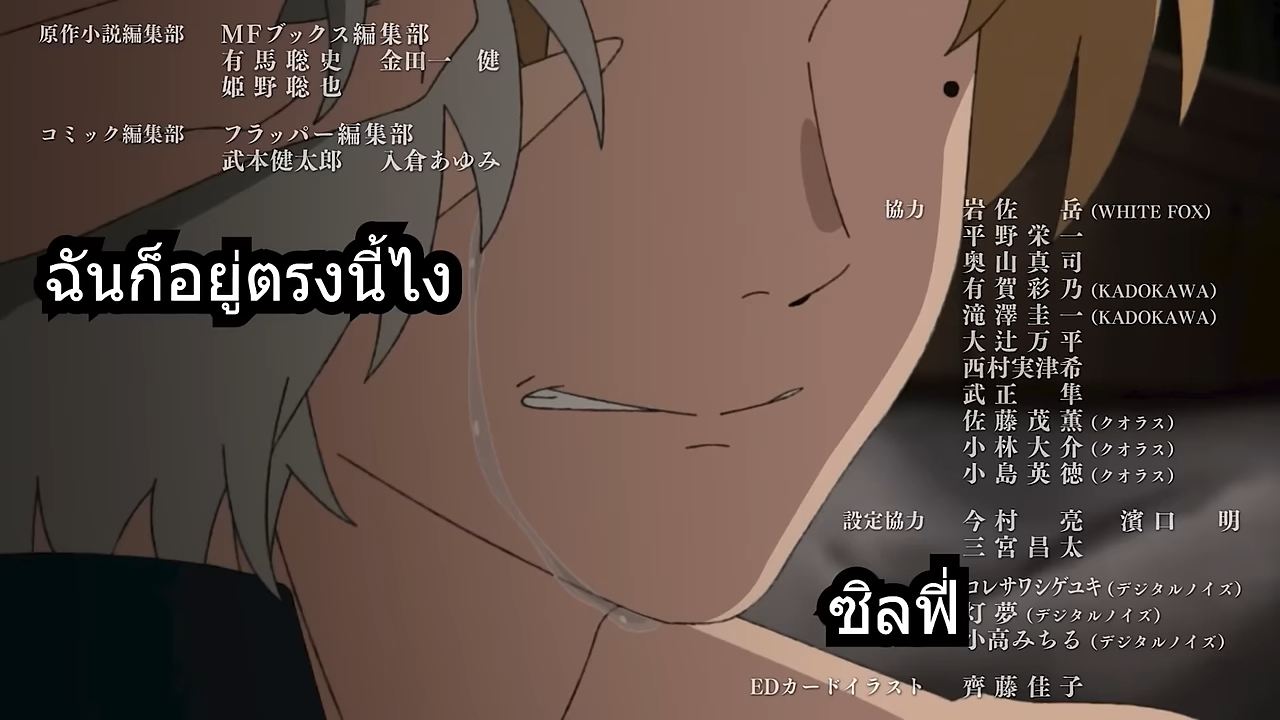 原作小説編集部 MFブックス編集部
有馬聡史 金田一 健
姫野聡也
コミック編集部 フラッパー編集部
武本健太郎 入倉あゆみ
ฉันก็อยู่ตรงนี้ไง
協力 岩佐 岳 (WHITE FOX)
平野栄一
奥山真司
有賀彩乃 (KADOKAWA)
滝澤圭一 (KADOKAWA)
大辻万平
西村実津希
武正 隼
佐藤茂薫 (クオラス)
小林大介 (クオラス)
小島英徳 (クオラス)
設定協力 今村 亮 濱口 明
三宮昌太
コレサワシゲユキ (デジタルノイズ)
灯夢 (デジタルノイズ)
小高みちる (デジタルノイズ)
ซิลฟี่
EDカードイラスト 齊藤佳子